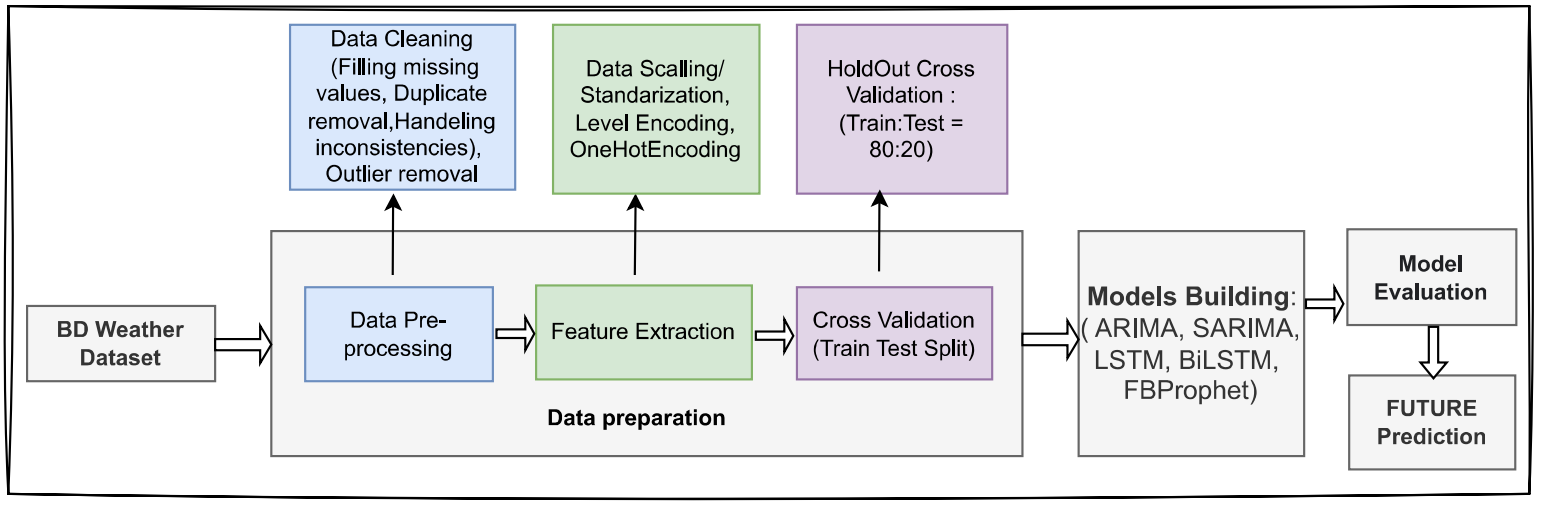 Data Cleaning
(Filling missing
values, Duplicate
removal,Handeling
inconsistencies),
Outlier removal
Data Scalling/
Standarization,
Level Encoding,
OneHotEncoding
HoldOut Cross
Validation :
(Train:Test =
80:20)
BD Weather
Dataset
Data Pre-
processing
Feature Extraction
Cross Validation
(Train Test Split)
Data preparation
Models Building:
( ARIMA, SARIMA,
LSTM, BiLSTM,
FBProphet)
Model
Evaluation
FUTURE
Prediction